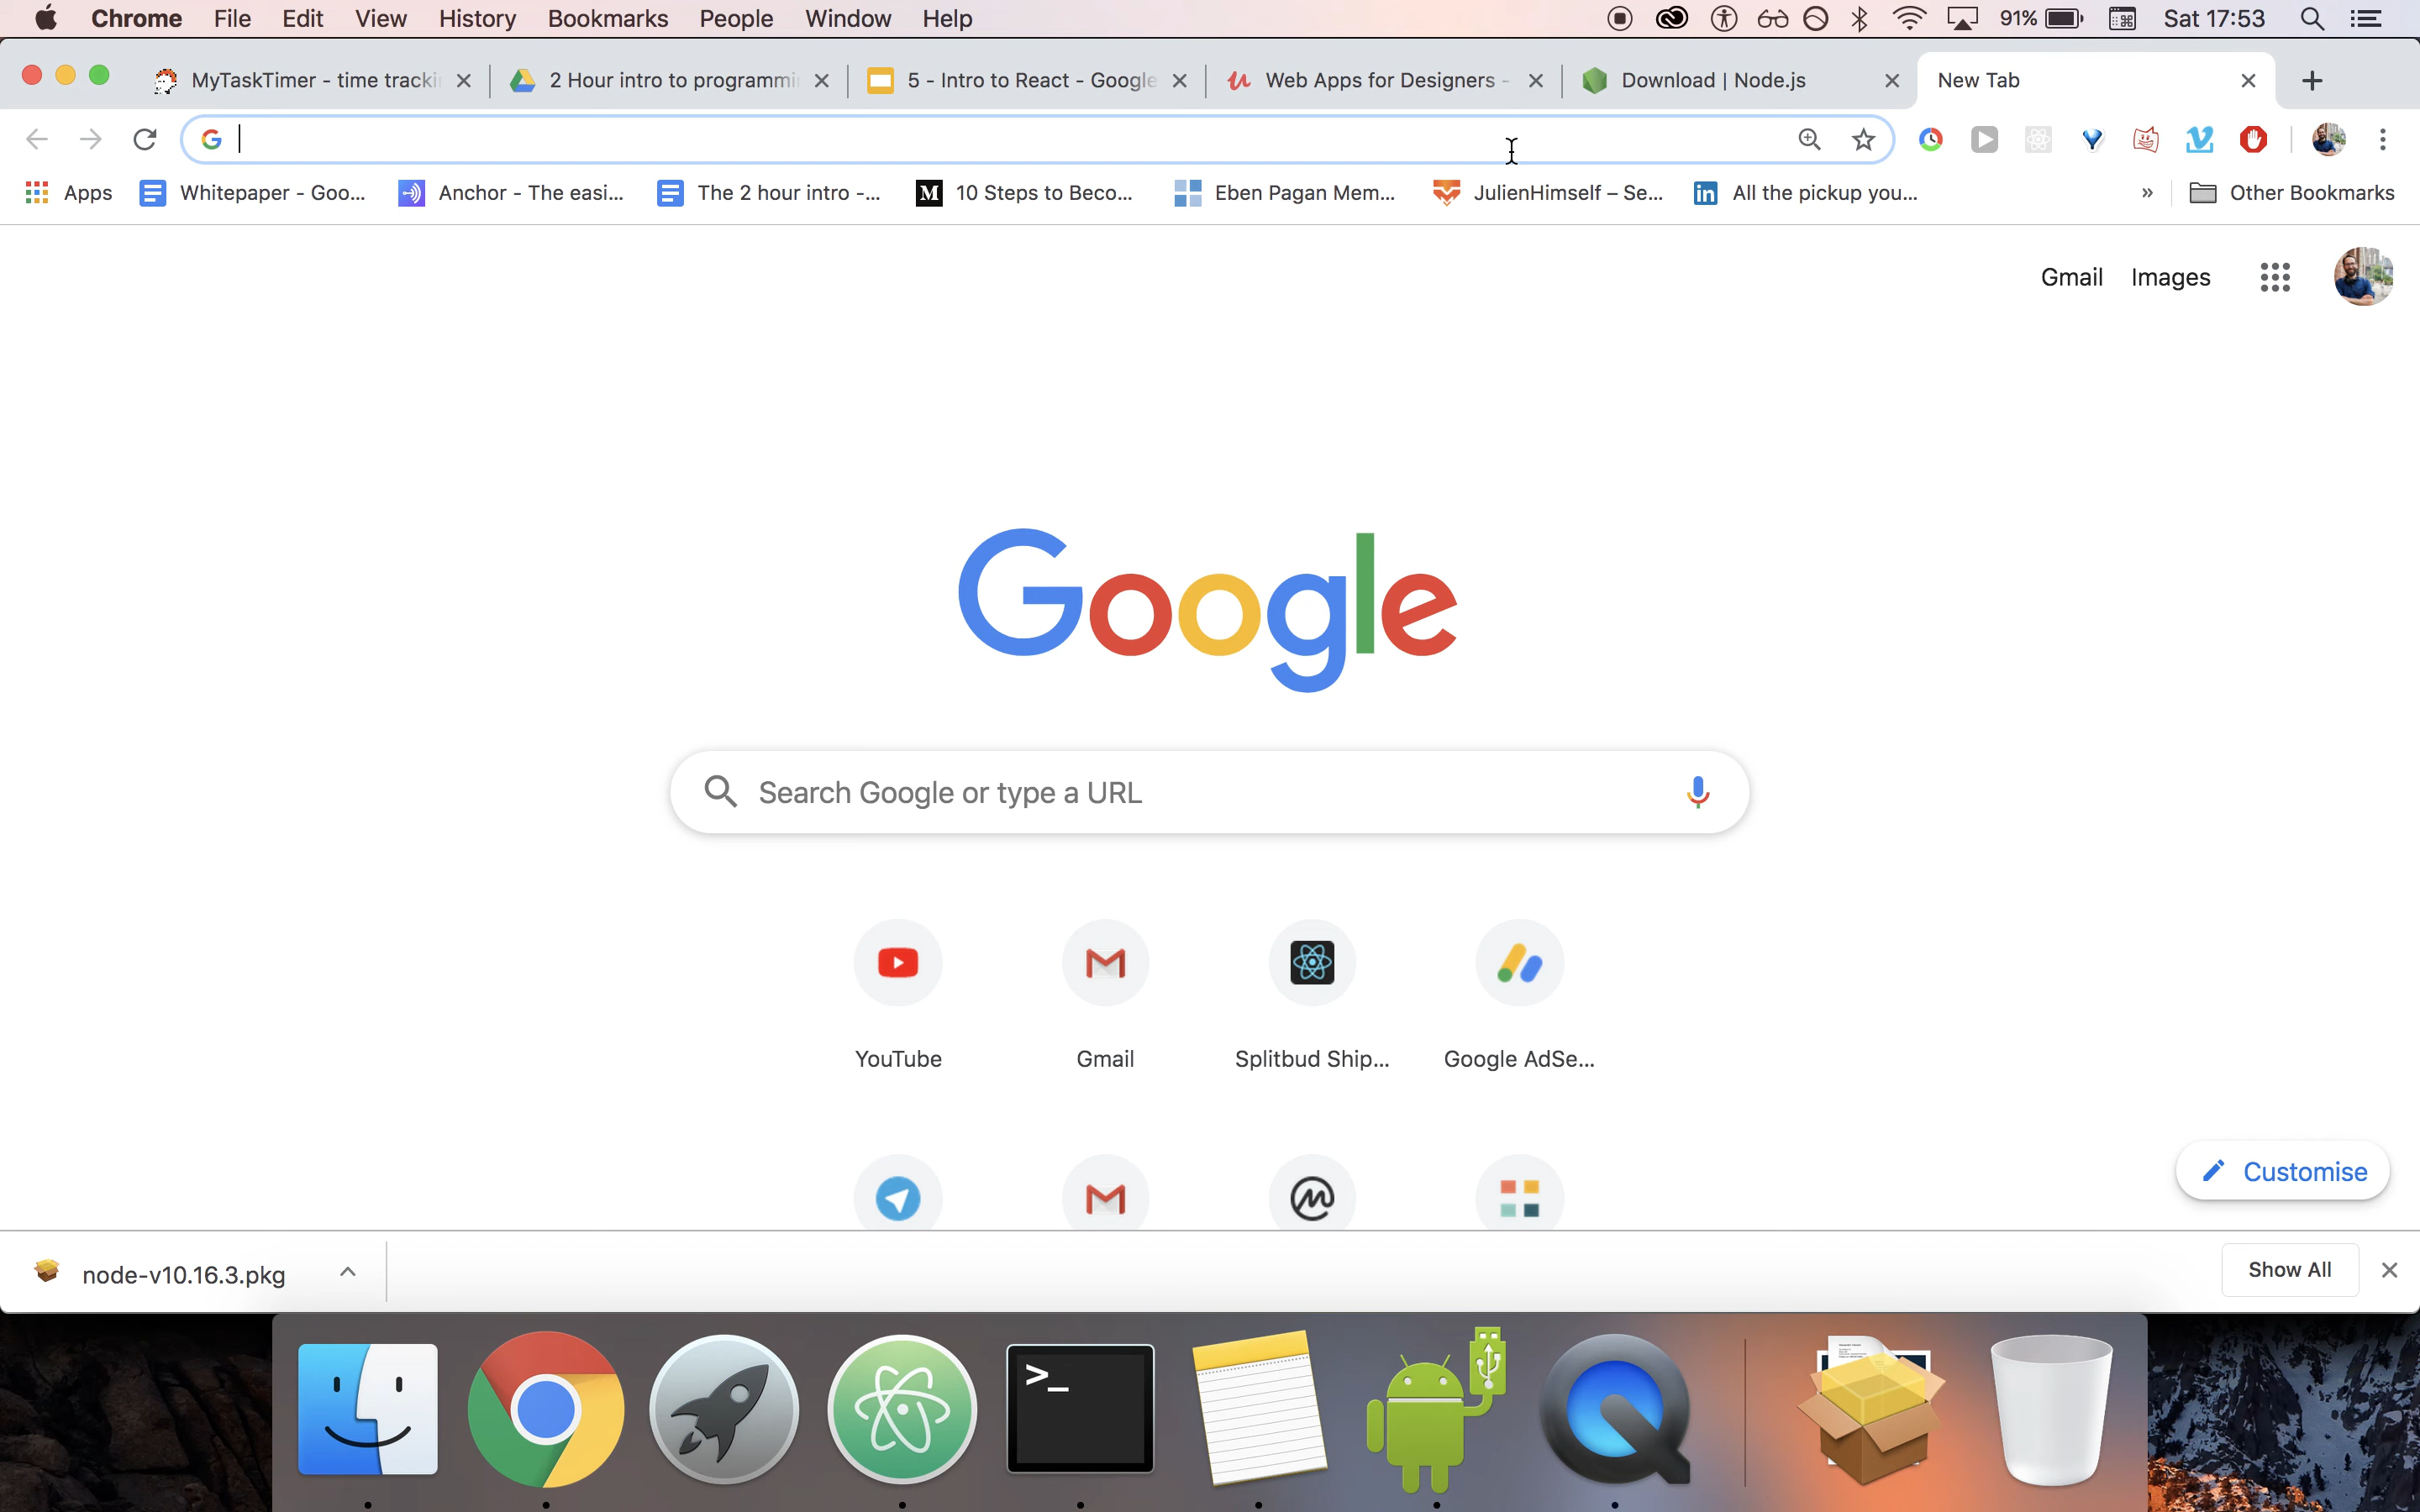 Chrome File Edit View History Bookmarks People Window Help 91% Sat 17:53
MyTaskTimer - time tracki 2 Hour intro to programmi 5 - Intro to React - Google Web Apps for Designers - Download | Node.js New Tab
Apps Whitepaper - Goo... Anchor - The easi... The 2 hour intro -... M 10 Steps to Beco... Eben Pagan Mem... JulienHimself – Se... in All the pickup you... » Other Bookmarks
Gmail Images
Google
Search Google or type a URL
YouTube Gmail Splitbud Ship... Google AdSe...
Customise
node-v10.16.3.pkg Show All
>_